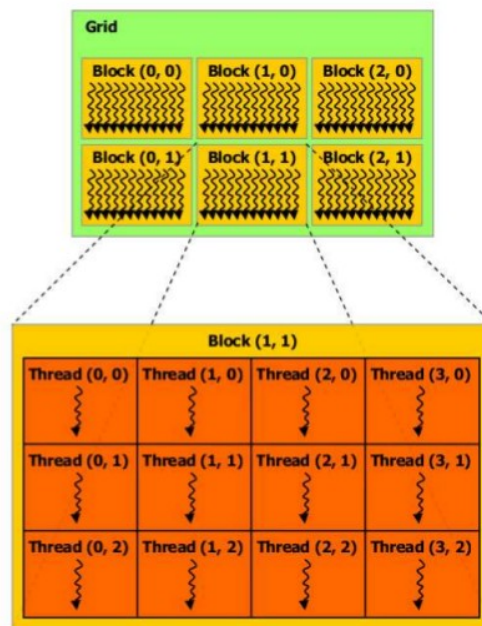 Grid
Block (0, 0) Block (1, 0) Block (2, 0)
Block (0, 1) Block (1, 1) Block (2, 1)
Block (1, 1)
Thread (0, 0) Thread (1, 0) Thread (2, 0) Thread (3, 0)
Thread (0, 1) Thread (1, 1) Thread (2, 1) Thread (3, 1)
Thread (0, 2) Thread (1, 2) Thread (2, 2) Thread (3, 2)